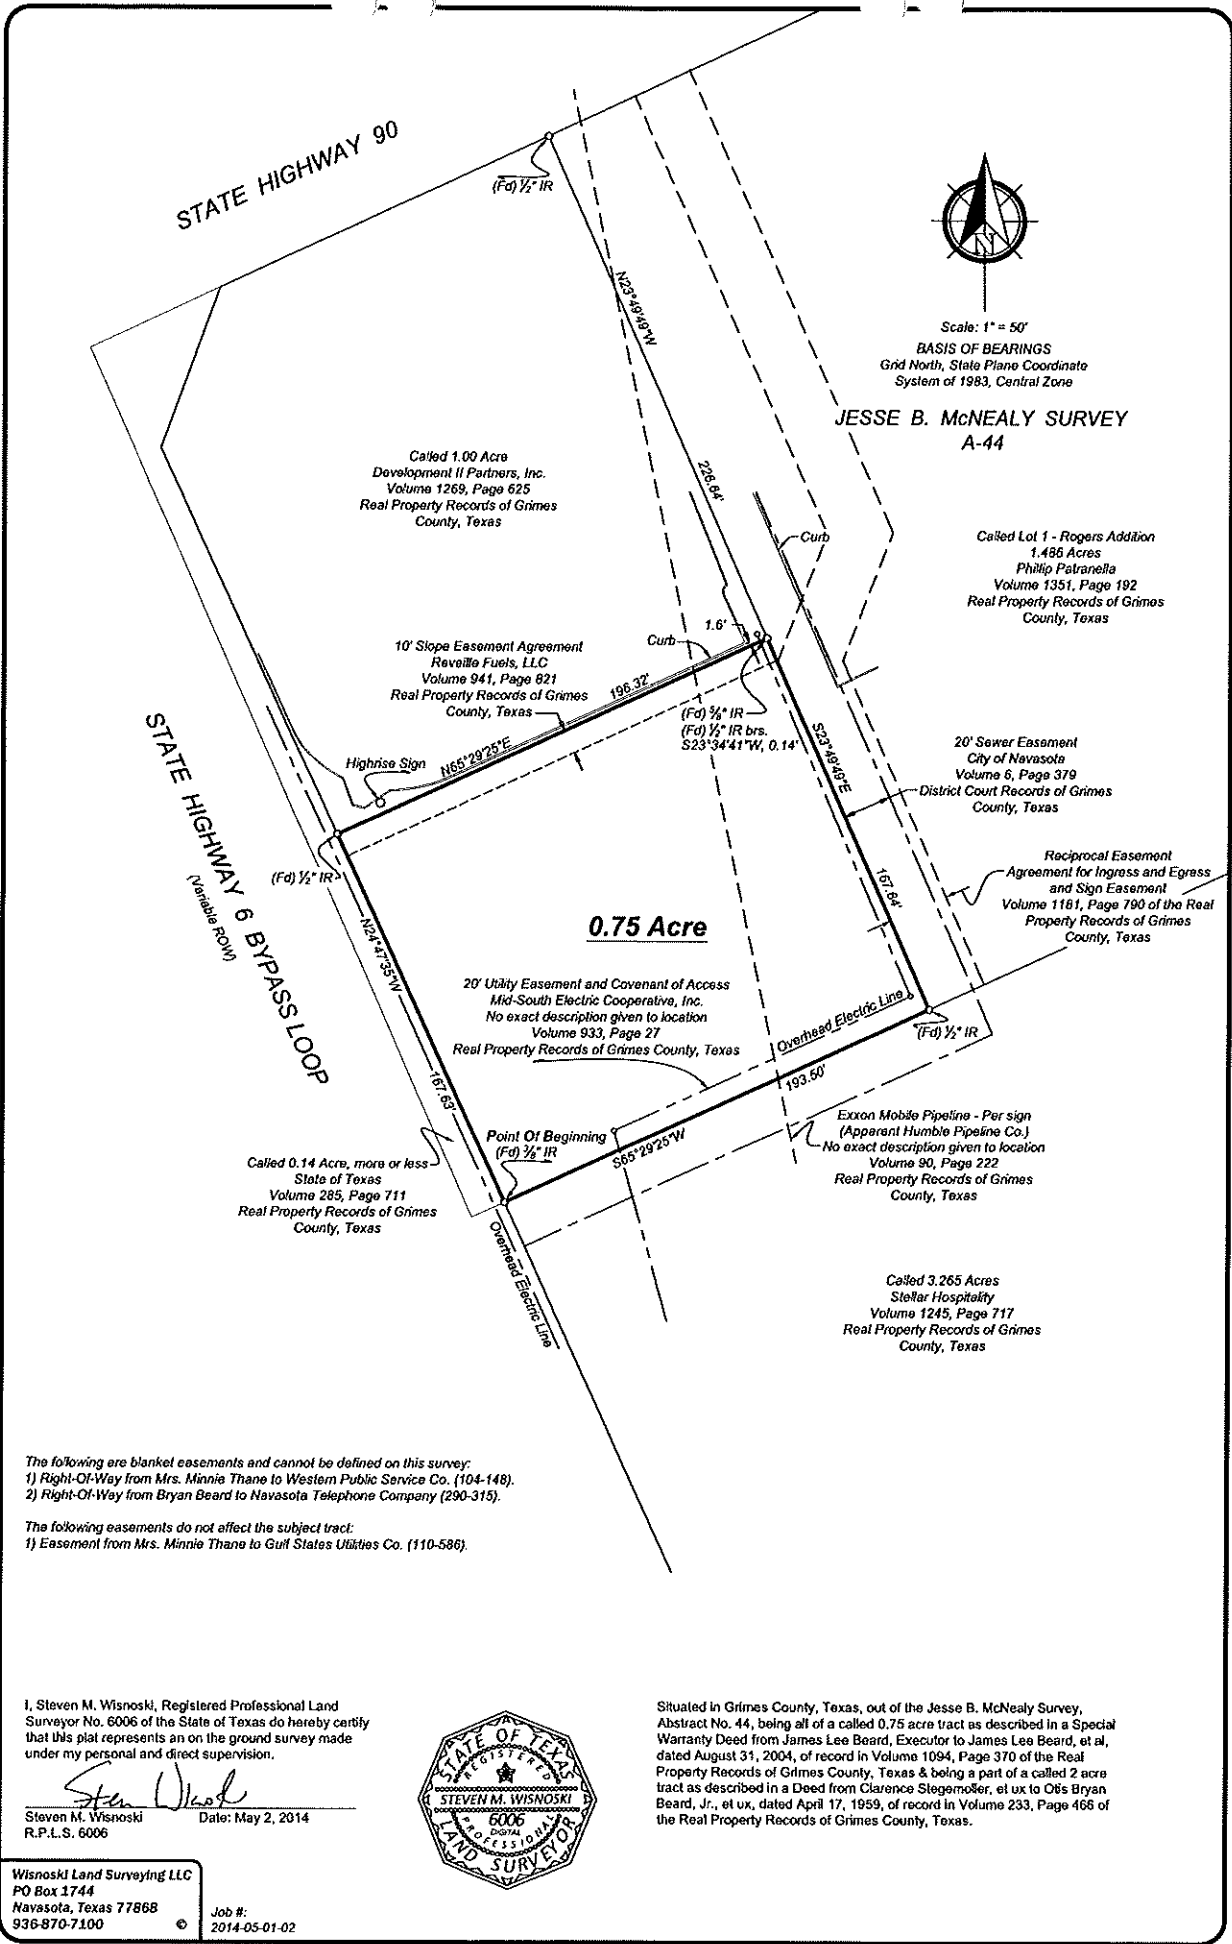 STATE HIGHWAY 90
(Fd) ½" IR
N23°49'49"W
226.64'
N
Scale: 1" = 50'
BASIS OF BEARINGS
Grid North, State Plane Coordinate
System of 1983, Central Zone
JESSE B. McNEALY SURVEY
A-44
Called 1.00 Acre
Development II Partners, Inc.
Volume 1269, Page 625
Real Property Records of Grimes
County, Texas
Curb
Called Lot 1 - Rogers Addition
1.486 Acres
Phillip Patranella
Volume 1351, Page 192
Real Property Records of Grimes
County, Texas
10' Slope Easement Agreement
Reveille Fuels, LLC
Volume 941, Page 821
Real Property Records of Grimes
County, Texas
Curb
1.6'
196.32'
N65°29'25"E
(Fd) ⅝" IR
(Fd) ½" IR brs.
S23°34'41"W, 0.14'
Highrise Sign
S23°49'49"E
167.64'
20' Sewer Easement
City of Navasota
Volume 6, Page 379
District Court Records of Grimes
County, Texas
STATE HIGHWAY 6 BYPASS LOOP
(Variable ROW)
(Fd) ½" IR
N24°47'35"W
167.63'
Reciprocal Easement
Agreement for Ingress and Egress
and Sign Easement
Volume 1181, Page 790 of the Real
Property Records of Grimes
County, Texas
0.75 Acre
20' Utility Easement and Covenant of Access
Mid-South Electric Cooperative, Inc.
No exact description given to location
Volume 933, Page 27
Real Property Records of Grimes County, Texas
Overhead Electric Line
(Fd) ½" IR
193.50'
S65°29'25"W
Point Of Beginning
(Fd) ⅜" IR
Exxon Mobile Pipeline - Per sign
(Apparent Humble Pipeline Co.)
No exact description given to location
Volume 90, Page 222
Real Property Records of Grimes
County, Texas
Called 0.14 Acre, more or less
State of Texas
Volume 285, Page 711
Real Property Records of Grimes
County, Texas
Overhead Electric Line
Called 3.265 Acres
Stellar Hospitality
Volume 1245, Page 717
Real Property Records of Grimes
County, Texas
The following are blanket easements and cannot be defined on this survey:
1) Right-Of-Way from Mrs. Minnie Thane to Western Public Service Co. (104-148).
2) Right-Of-Way from Bryan Beard to Navasota Telephone Company (290-315).
The following easements do not affect the subject tract:
1) Easement from Mrs. Minnie Thane to Gulf States Utilities Co. (110-586).
I, Steven M. Wisnoski, Registered Professional Land
Surveyor No. 6006 of the State of Texas do hereby certify
that this plat represents an on the ground survey made
under my personal and direct supervision.
Steven M. Wisnoski Date: May 2, 2014
R.P.L.S. 6006
STATE OF TEXAS
REGISTERED
STEVEN M. WISNOSKI
6006
DIGITAL
PROFESSIONAL
LAND SURVEYOR
Situated in Grimes County, Texas, out of the Jesse B. McNealy Survey,
Abstract No. 44, being all of a called 0.75 acre tract as described in a Special
Warranty Deed from James Lee Beard, Executor to James Lee Beard, et al,
dated August 31, 2004, of record in Volume 1094, Page 370 of the Real
Property Records of Grimes County, Texas & being a part of a called 2 acre
tract as described in a Deed from Clarence Stegemoller, et ux to Otis Bryan
Beard, Jr., et ux, dated April 17, 1959, of record in Volume 233, Page 466 of
the Real Property Records of Grimes County, Texas.
Wisnoski Land Surveying LLC
PO Box 1744
Navasota, Texas 77868
936-870-7100 ©
Job #:
2014-05-01-02